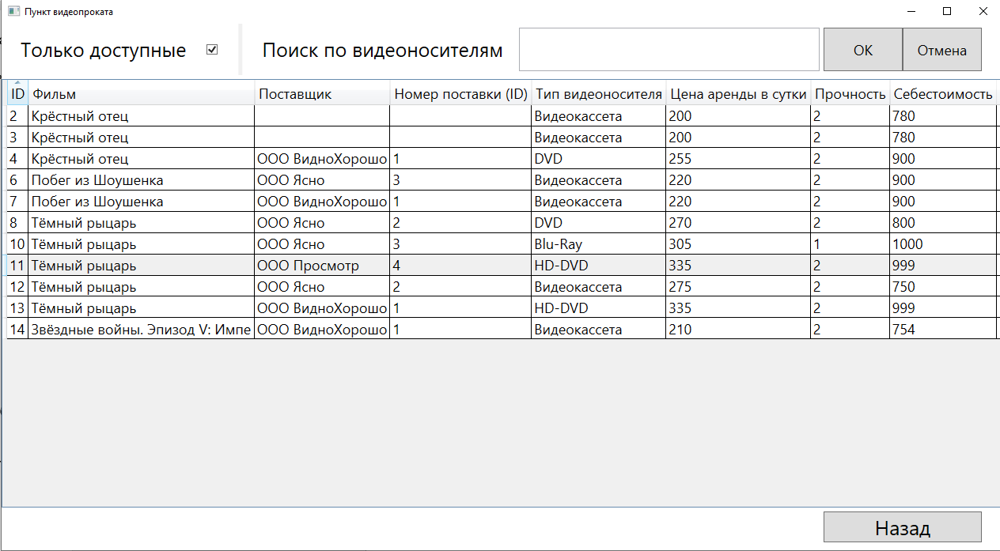 Пункт видеопроката
Только доступные Поиск по видеоносителям ОК Отмена
ID Фильм Поставщик Номер поставки (ID) Тип видеоносителя Цена аренды в сутки Прочность Себестоимость
2 Крёстный отец Видеокассета 200 2 780
3 Крёстный отец Видеокассета 200 2 780
4 Крёстный отец ООО ВидноХорошо 1 DVD 255 2 900
6 Побег из Шоушенка ООО Ясно 3 Видеокассета 220 2 900
7 Побег из Шоушенка ООО ВидноХорошо 1 Видеокассета 220 2 900
8 Тёмный рыцарь ООО Ясно 2 DVD 270 2 800
10 Тёмный рыцарь ООО Ясно 3 Blu-Ray 305 1 1000
11 Тёмный рыцарь ООО Просмотр 4 HD-DVD 335 2 999
12 Тёмный рыцарь ООО Ясно 2 Видеокассета 275 2 750
13 Тёмный рыцарь ООО ВидноХорошо 1 HD-DVD 335 2 999
14 Звёздные войны. Эпизод V: Импе ООО ВидноХорошо 1 Видеокассета 210 2 754
Назад